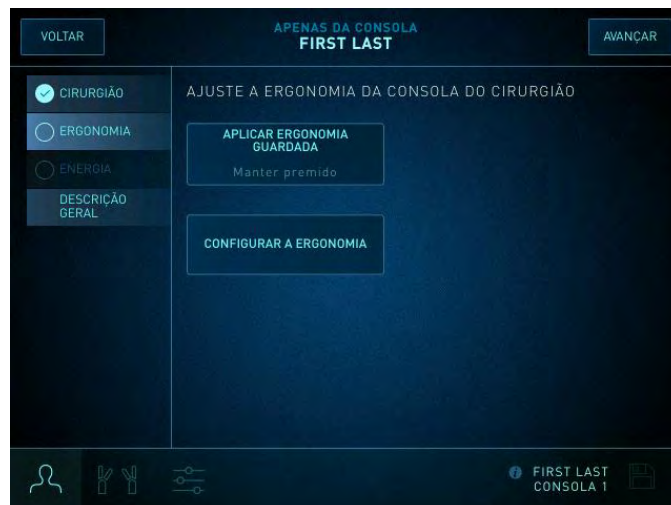 VOLTAR
APENAS DA CONSOLA
FIRST LAST
AVANÇAR
CIRURGIÃO
ERGONOMIA
ENERGIA
DESCRIÇÃO
GERAL
AJUSTE A ERGONOMIA DA CONSOLA DO CIRURGIÃO
APLICAR ERGONOMIA
GUARDADA
Manter premido
CONFIGURAR A ERGONOMIA
FIRST LAST
CONSOLA 1